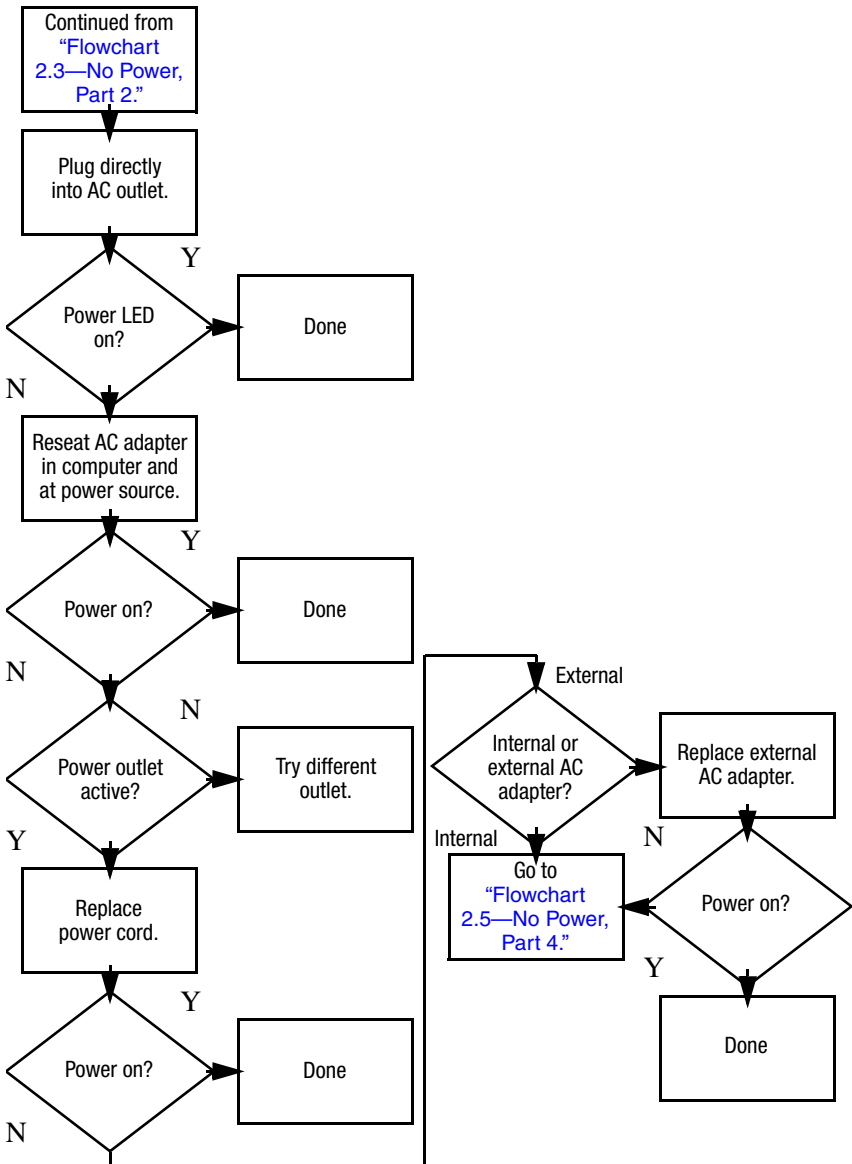 Continued from
“Flowchart
2.3—No Power,
Part 2.”
Plug directly
into AC outlet.
Y
Power LED
on?
Done
N
Reseat AC adapter
in computer and
at power source.
Y
Power on?
Done
N
N
Power outlet
active?
Try different
outlet.
Y
Replace
power cord.
Y
Power on?
Done
N
External
Internal or
external AC
adapter?
Replace external
AC adapter.
Internal
N
Go to
“Flowchart
2.5—No Power,
Part 4.”
Power on?
Y
Done